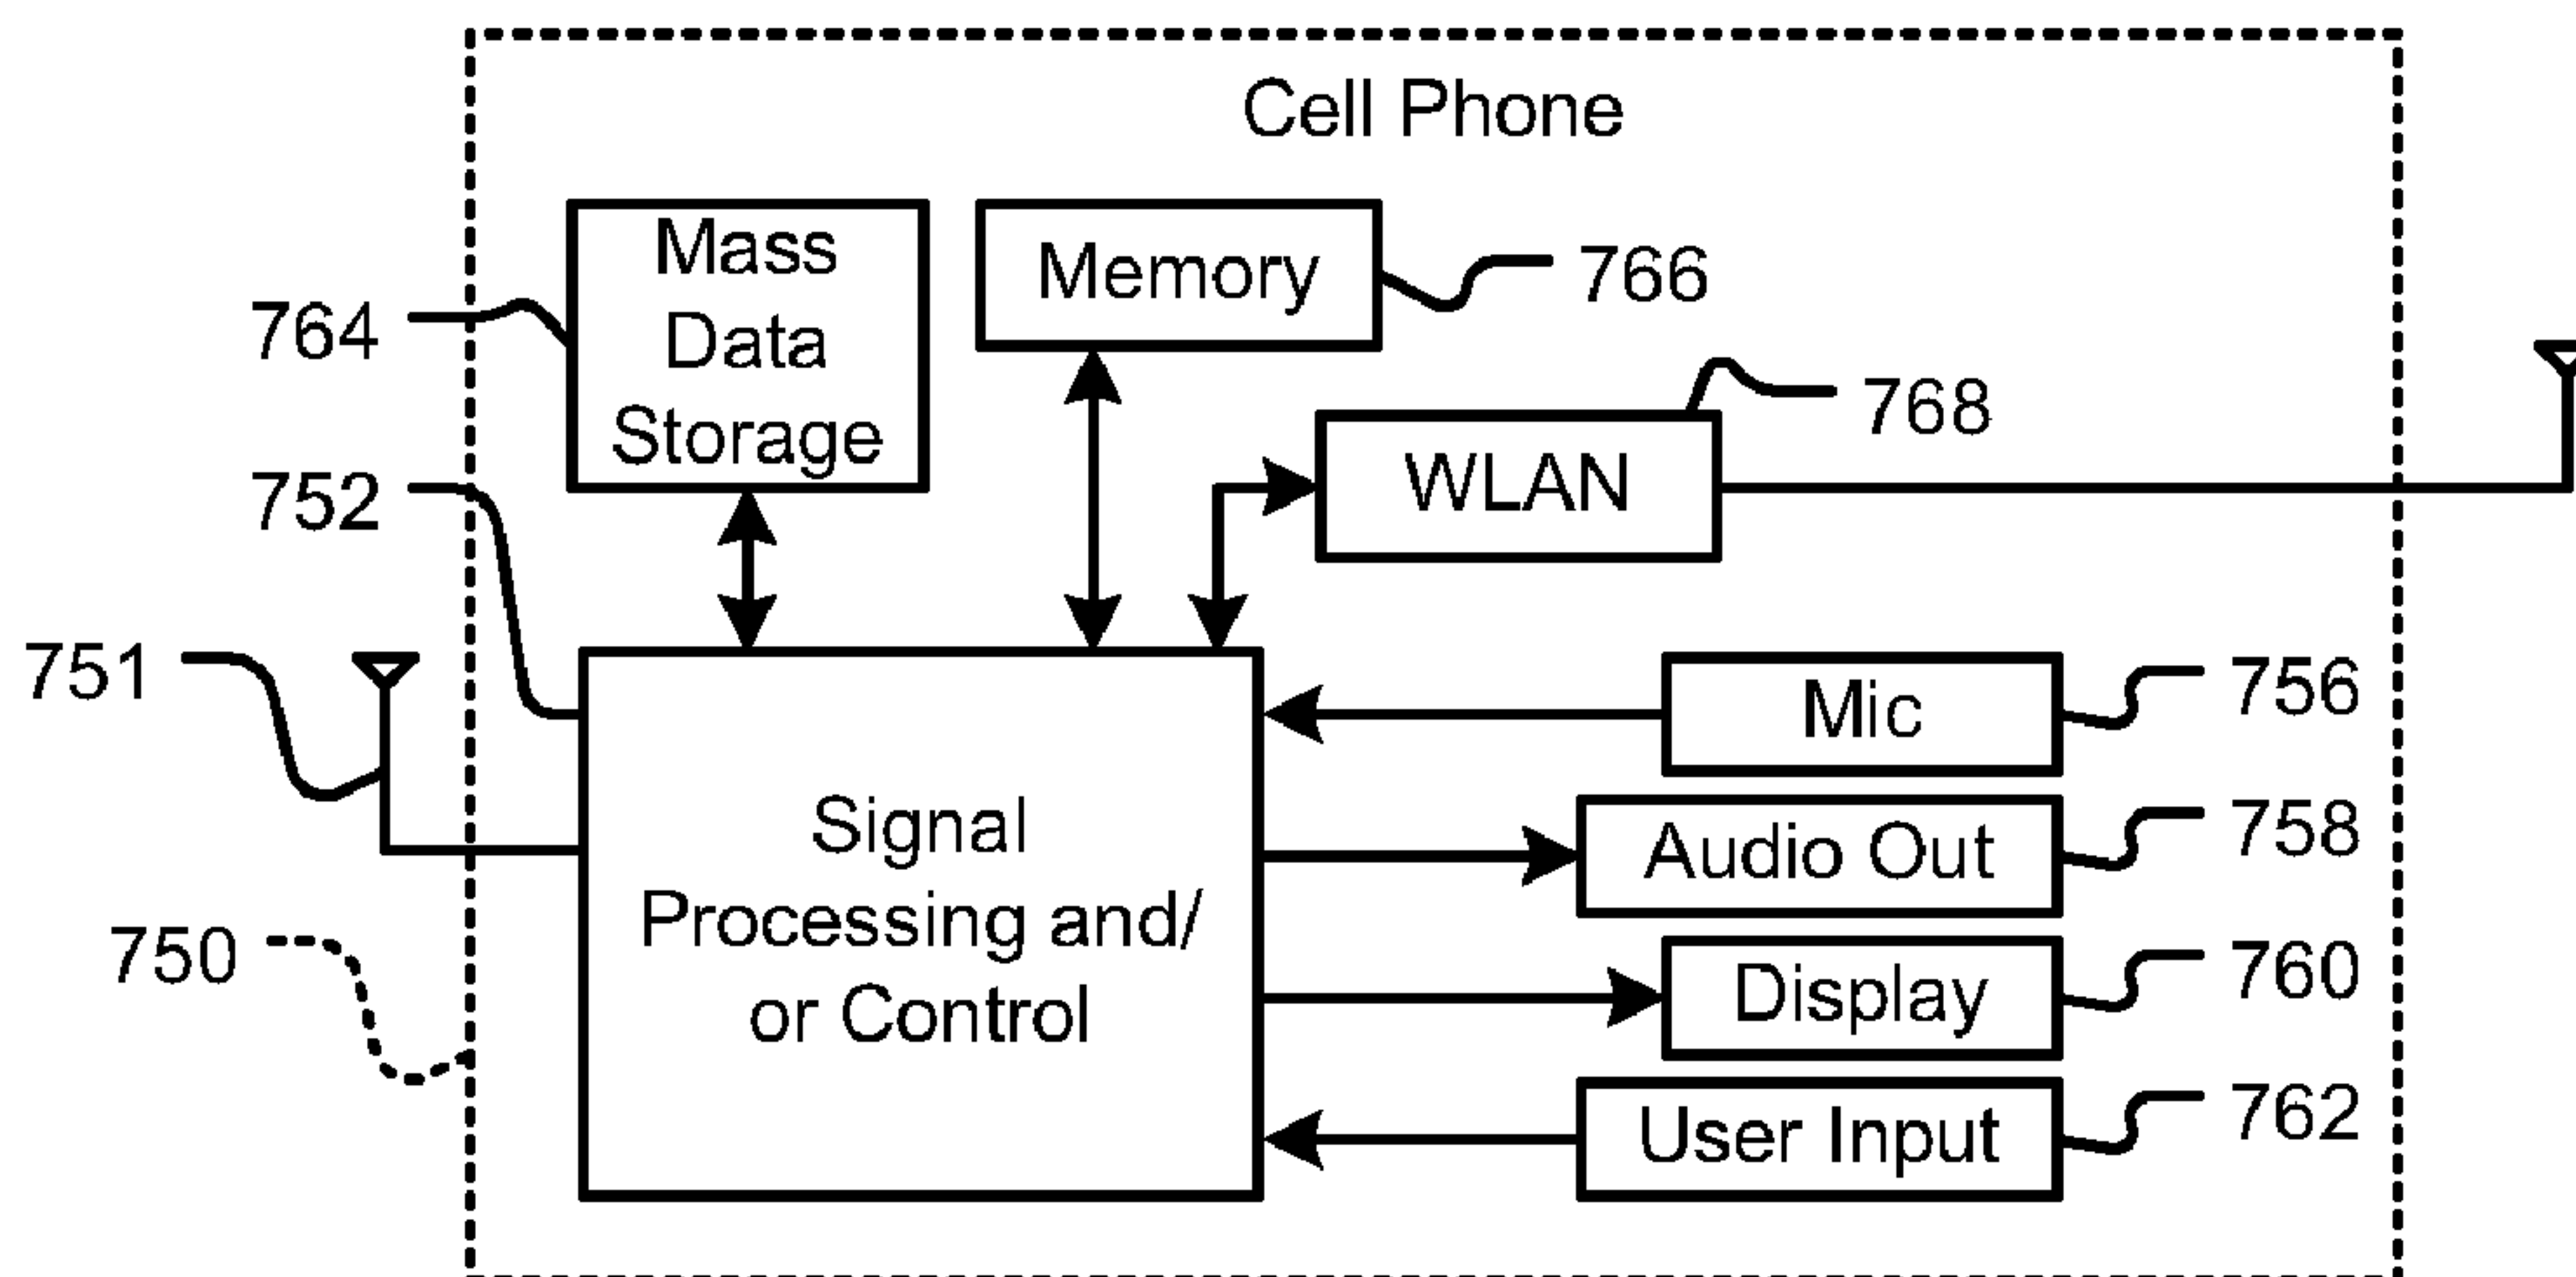 Cell Phone
Mass
Data
Storage
Memory
766
764
768
WLAN
752
751
Mic
756
Signal
Processing and/
or Control
Audio Out
758
750
Display
760
User Input
762